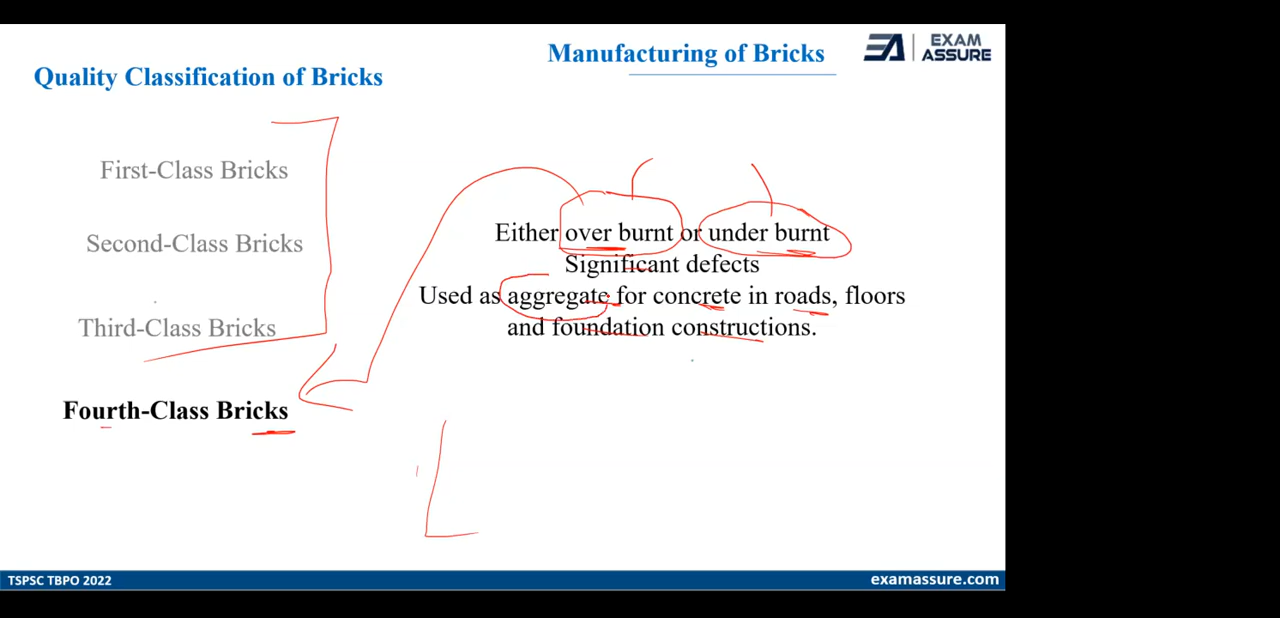 Manufacturing of Bricks
EXAM
ASSURE
Quality Classification of Bricks
First-Class Bricks
Second-Class Bricks
Third-Class Bricks
Fourth-Class Bricks
Either over burnt or under burnt
Significant defects
Used as aggregate for concrete in roads, floors
and foundation constructions.
TSPSC TBPO 2022
examassure.com